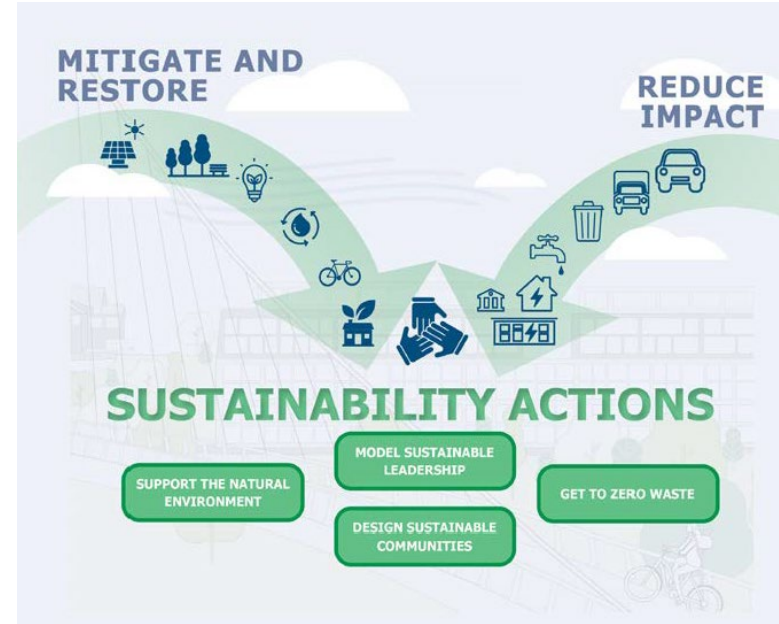 MITIGATE AND
RESTORE
REDUCE
IMPACT
SUSTAINABILITY ACTIONS
SUPPORT THE NATURAL
ENVIRONMENT
MODEL SUSTAINABLE
LEADERSHIP
DESIGN SUSTAINABLE
COMMUNITIES
GET TO ZERO WASTE